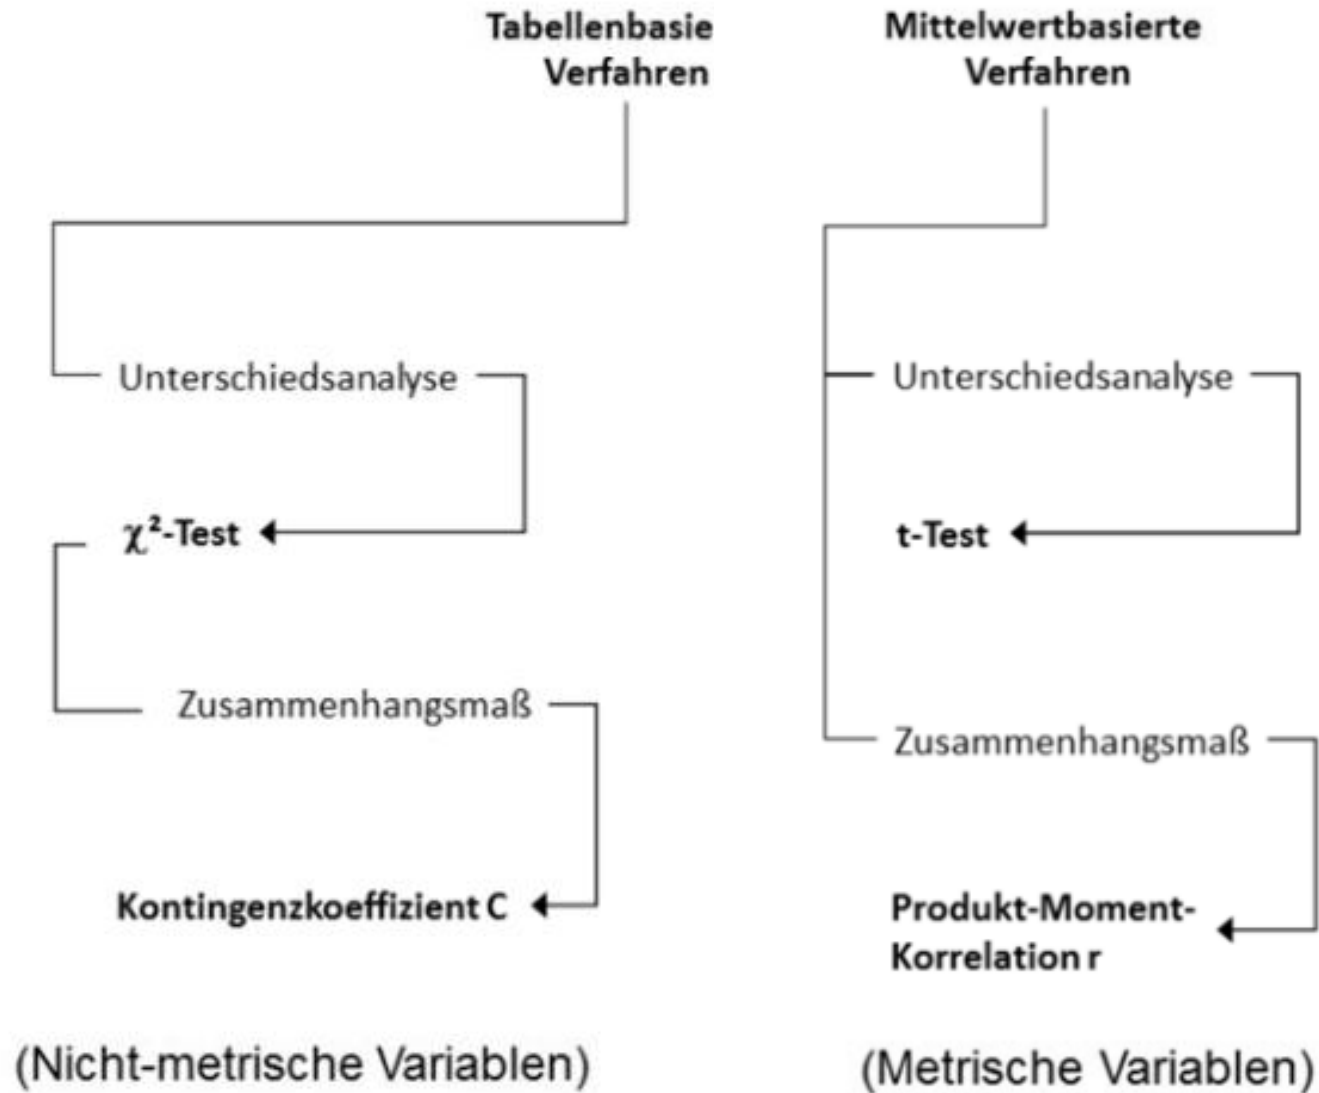 Tabellenbasie
Verfahren
Unterschiedsanalyse
χ²-Test
Zusammenhangsmaß
Kontingenzkoeffizient C
(Nicht-metrische Variablen)
Mittelwertbasierte
Verfahren
Unterschiedsanalyse
t-Test
Zusammenhangsmaß
Produkt-Moment-
Korrelation r
(Metrische Variablen)